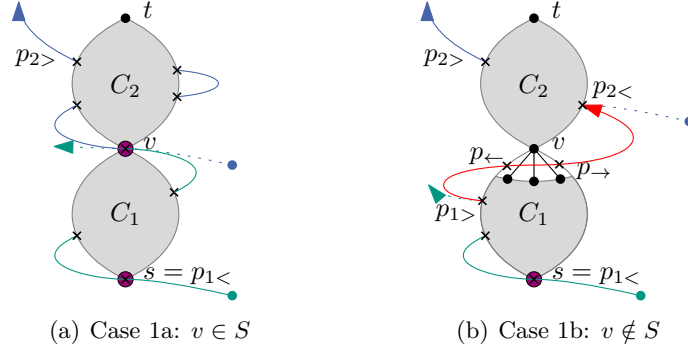 t
p2>
C2
v
C1
s = p1<
(a) Case 1a: v ∈ S
t
p2>
C2
p2<
v
p←
p→
p1>
C1
s = p1<
(b) Case 1b: v ∉ S